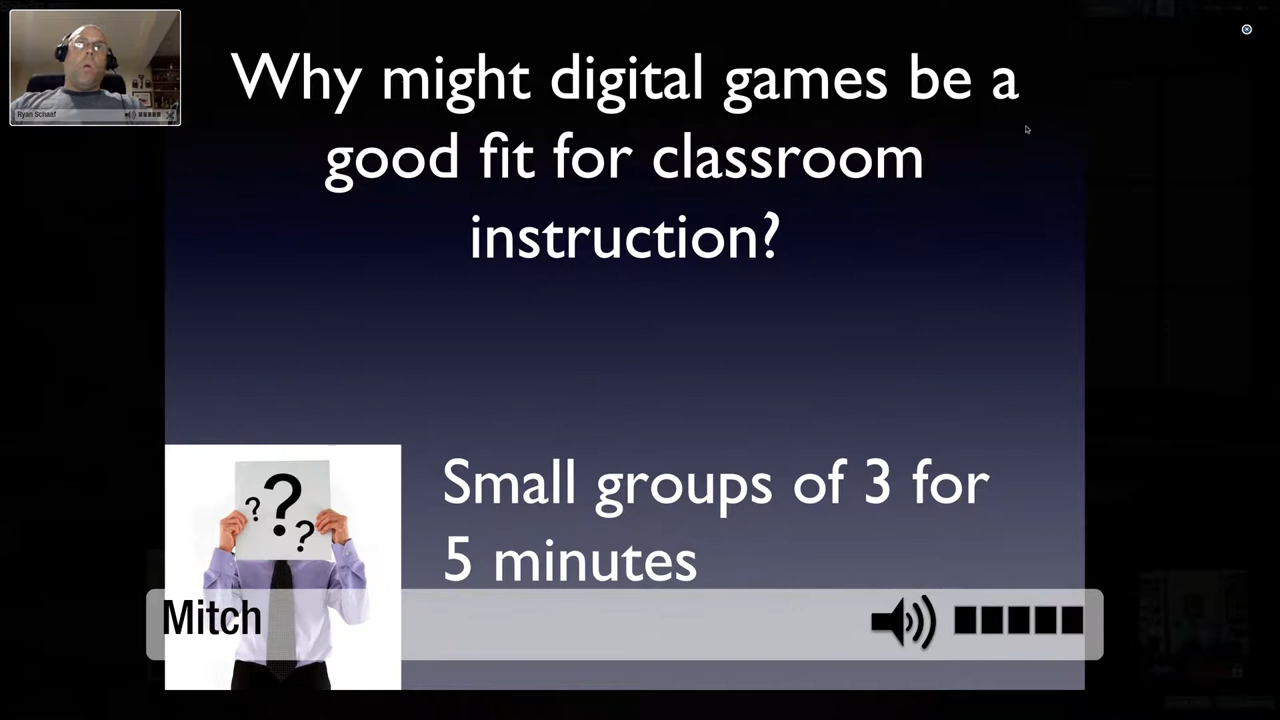 Ryan Schaaf
Why might digital games be a
good fit for classroom
instruction?
? ? ?
Small groups of 3 for
5 minutes
Mitch